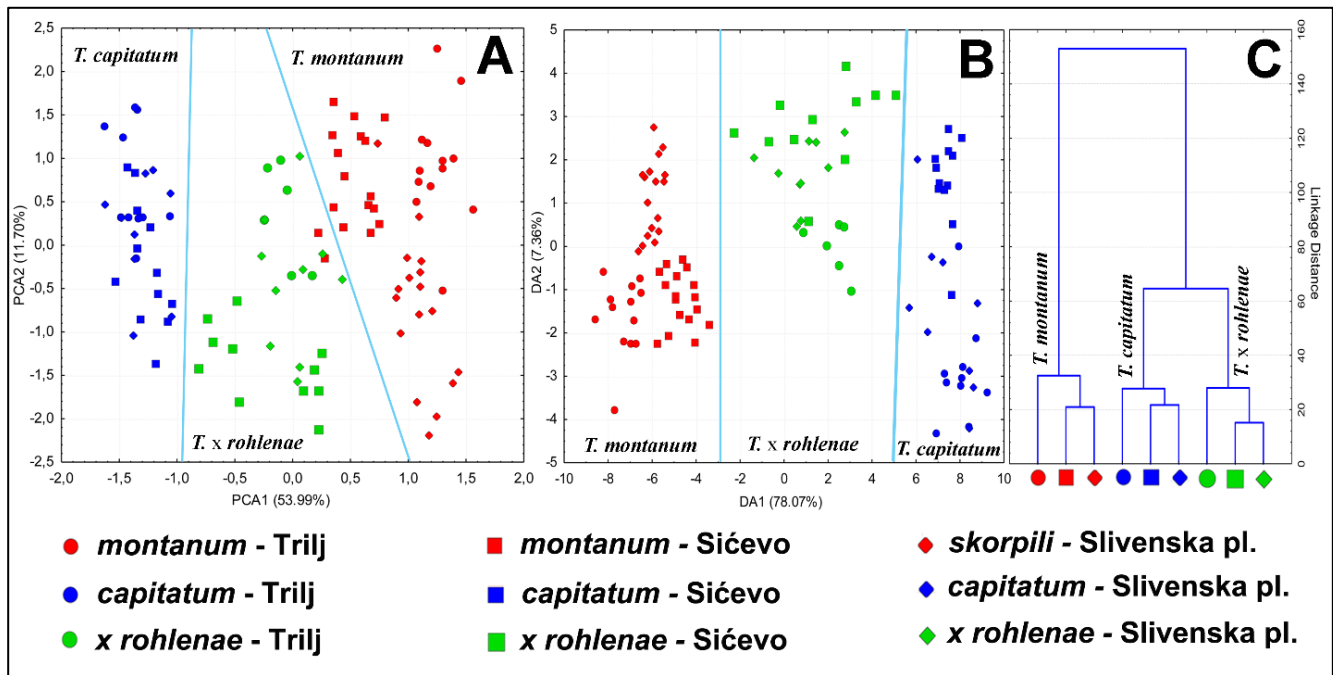 A
T. capitatum
T. montanum
T. x rohlenae
PCA2 (11.70%)
2,5
2,0
1,5
1,0
0,5
0,0
-0,5
-1,0
-1,5
-2,0
-2,5
-2,0
-1,5
-1,0
-0,5
0,0
0,5
1,0
1,5
2,0
PCA1 (53.99%)
B
DA2 (7.36%)
5
4
3
2
1
0
-1
-2
-3
-4
-5
T. montanum
T. x rohlenae
T. capitatum
-10
-8
-6
-4
-2
0
2
4
6
8
10
DA1 (78.07%)
C
T. montanum
T. capitatum
T. x rohlenae
160
140
120
100
80
60
40
20
0
Linkage Distance
montanum - Trilj
montanum - Sićevo
skorpili - Slivenska pl.
capitatum - Trilj
capitatum - Sićevo
capitatum - Slivenska pl.
x rohlenae - Trilj
x rohlenae - Sićevo
x rohlenae - Slivenska pl.